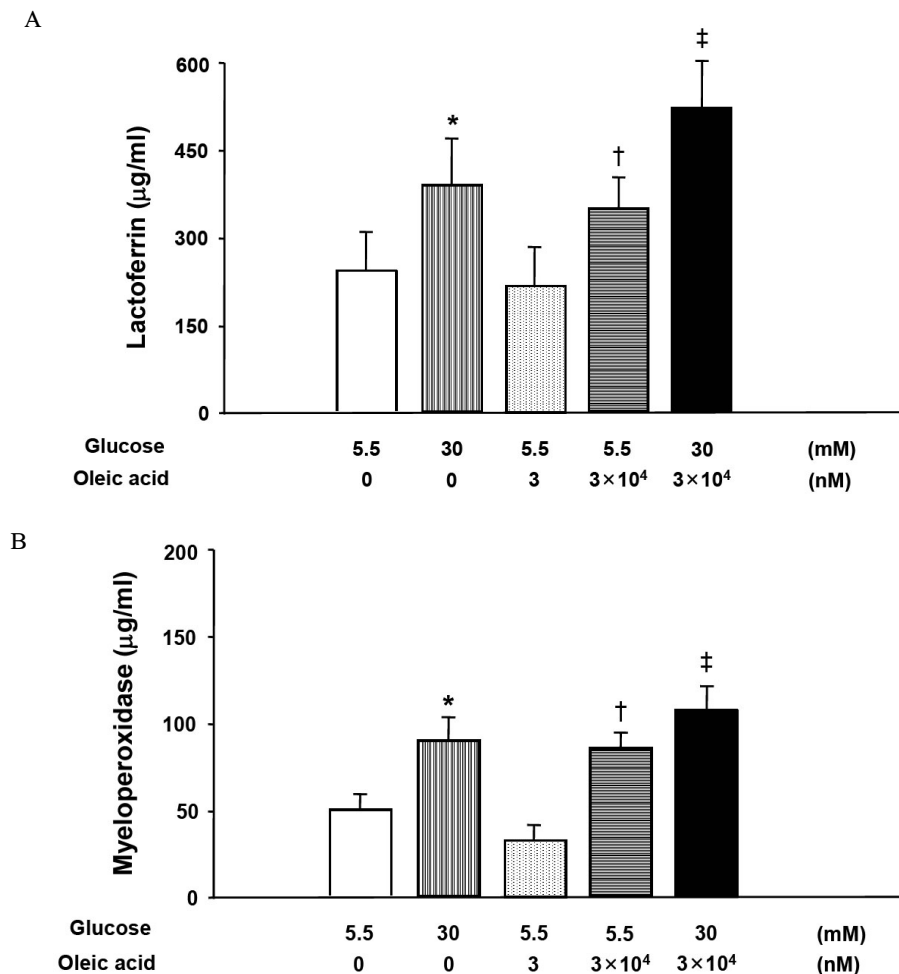 A
‡
600
*
450
†
Lactoferrin (μg/ml)
300
150
0
Glucose 5.5 30 5.5 5.5 30 (mM)
Oleic acid 0 0 3 3×10⁴ 3×10⁴ (nM)
B
200
Myeloperoxidase (μg/ml)
150
‡
*
†
100
50
0
Glucose 5.5 30 5.5 5.5 30 (mM)
Oleic acid 0 0 3 3×10⁴ 3×10⁴ (nM)